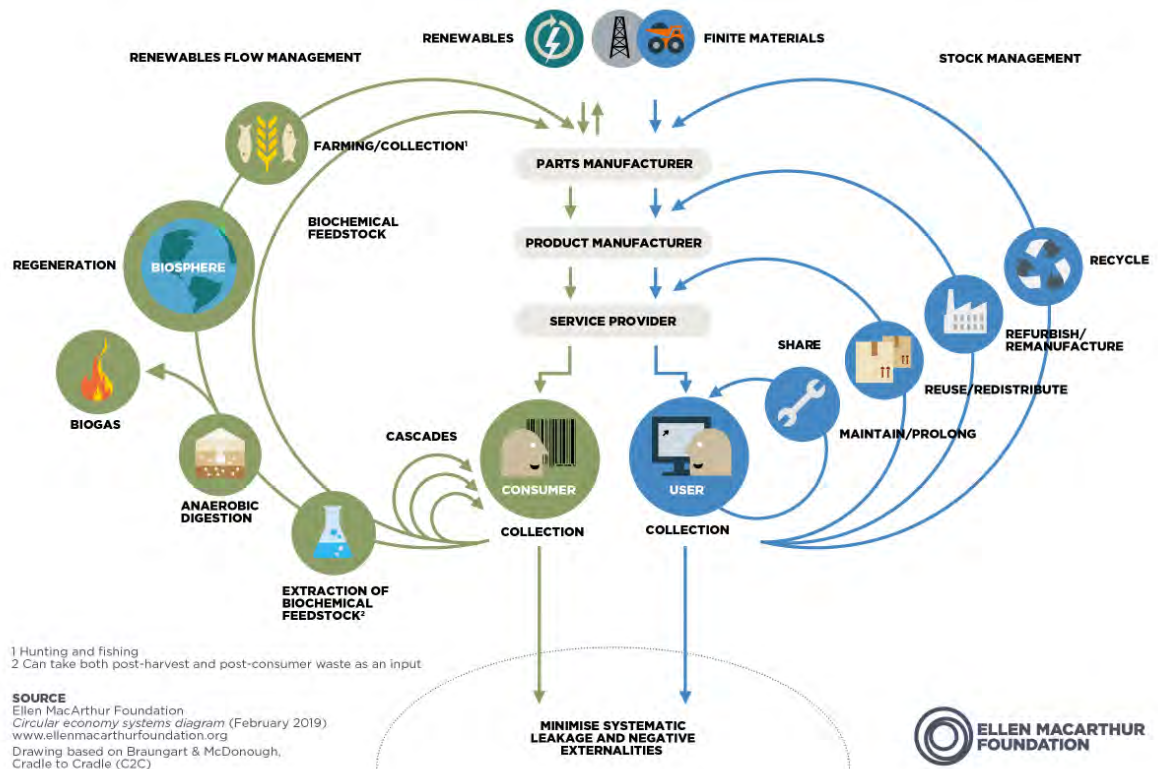 RENEWABLES
FINITE MATERIALS
RENEWABLES FLOW MANAGEMENT
STOCK MANAGEMENT
FARMING/COLLECTION¹
PARTS MANUFACTURER
BIOCHEMICAL
FEEDSTOCK
PRODUCT MANUFACTURER
REGENERATION
BIOSPHERE
RECYCLE
SERVICE PROVIDER
SHARE
REFURBISH/
REMANUFACTURE
REUSE/REDISTRIBUTE
BIOGAS
CASCADES
MAINTAIN/PROLONG
CONSUMER
USER
ANAEROBIC
DIGESTION
COLLECTION
COLLECTION
EXTRACTION OF
BIOCHEMICAL
FEEDSTOCK²
1 Hunting and fishing
2 Can take both post-harvest and post-consumer waste as an input
SOURCE
Ellen MacArthur Foundation
Circular economy systems diagram (February 2019)
www.ellenmacarthurfoundation.org
Drawing based on Braungart & McDonough,
Cradle to Cradle (C2C)
MINIMISE SYSTEMATIC
LEAKAGE AND NEGATIVE
EXTERNALITIES
ELLEN MACARTHUR
FOUNDATION